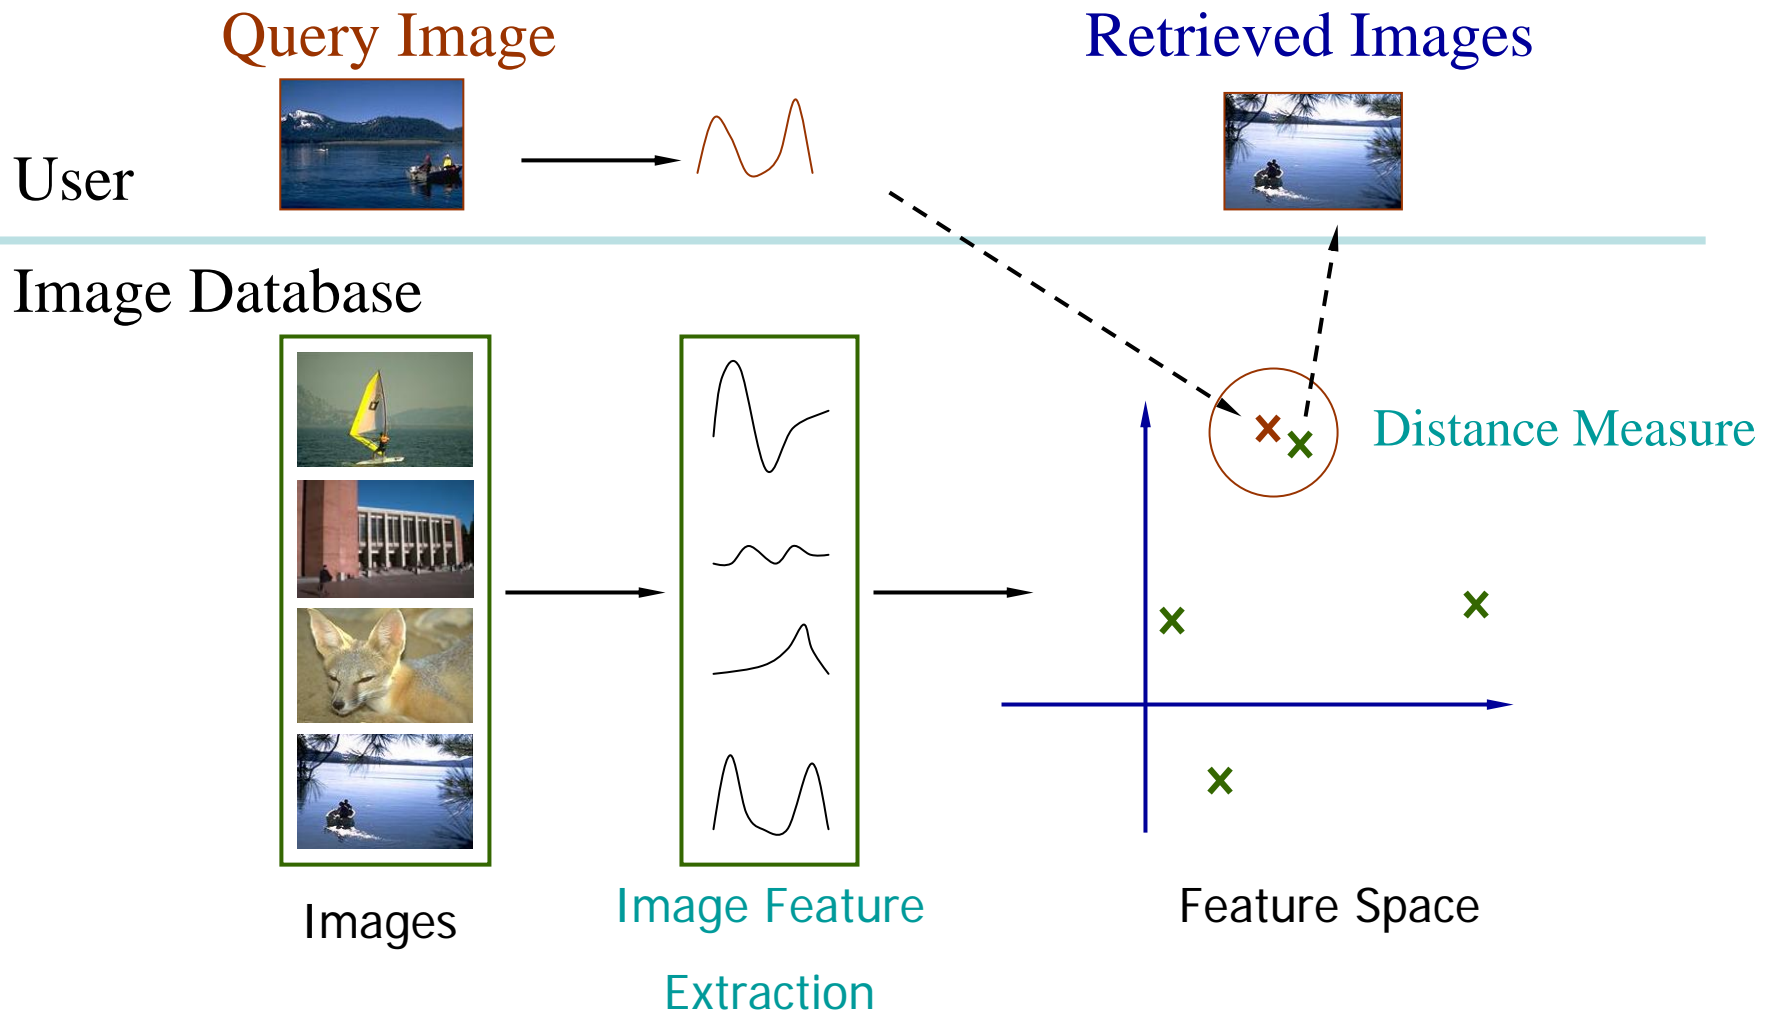 Query Image
Retrieved Images
User
Image Database
Distance Measure
Images
Image Feature
Extraction
Feature Space